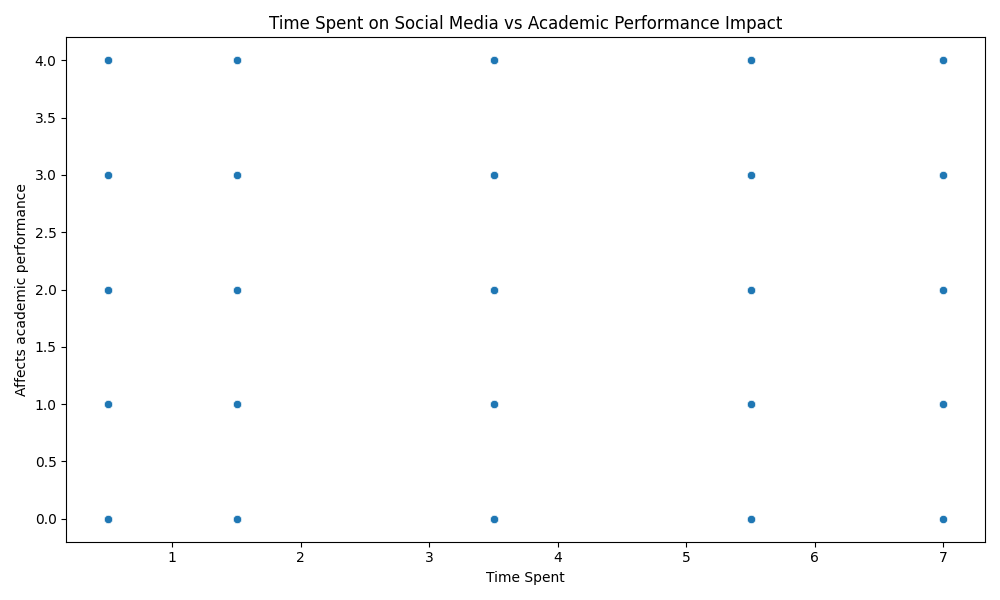 Time Spent on Social Media vs Academic Performance Impact
Affects academic performance
4.0
3.5
3.0
2.5
2.0
1.5
1.0
0.5
0.0
1 2 3 4 5 6 7
Time Spent